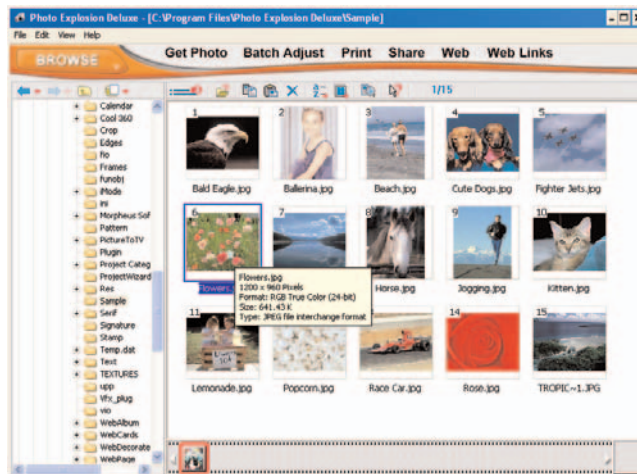 Photo Explosion Deluxe - [C:\Program Files\Photo Explosion Deluxe\Sample]
File Edit View Help
BROWSE
Get Photo Batch Adjust Print Share Web Web Links
1/15
Calendar
Cool 360
Crop
Edges
fio
Frames
funobj
iMode
ini
Morpheus Sof
Pattern
PictureToTV
Plugin
Project Categ
ProjectWizard
Res
Sample
Serif
Signature
Stamp
Temp.dat
Text
TEXTURES
upp
Vfx_plug
vio
WebAlbum
WebCards
WebDecorate
WebPage
1 2 3 4 5
Bald Eagle.jpg Ballerina.jpg Beach.jpg Cute Dogs.jpg Fighter Jets.jpg
6 7 8 9 10
Flowers.j Horse.jpg Jogging.jpg Kitten.jpg
Flowers.jpg
1200 x 960 Pixels
Format: RGB True Color (24-bit)
Size: 641.43 K
Type: JPEG file interchange format
11 14 15
Lemonade.jpg Popcorn.jpg Race Car.jpg Rose.jpg TROPIC~1.JPG